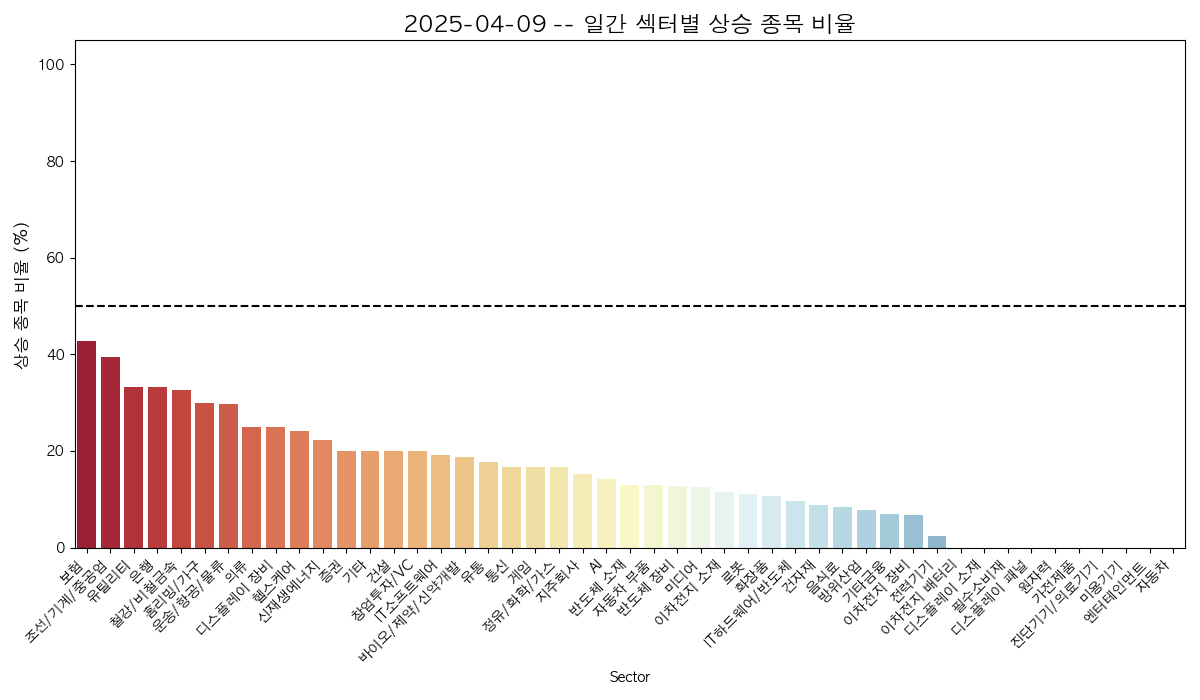 2025-04-09 -- 일간 섹터별 상승 종목 비율
상승 종목 비율 (%)
100
80
60
40
20
0
보험
조선/기계/중공업
유틸리티
은행
철강/비철금속
홈리빙/가구
운송/항공/물류
의류
디스플레이 장비
헬스케어
신재생에너지
증권
기타
건설
창업투자/VC
IT소프트웨어
바이오/제약/신약개발
유통
통신
게임
정유/화학/가스
지주회사
AI
반도체 소재
자동차 부품
반도체 장비
미디어
이차전지 소재
로봇
화장품
IT하드웨어/반도체
건자재
음식료
방위산업
기타금융
이차전지 장비
전력기기
이차전지 배터리
디스플레이 소재
필수소비재
디스플레이 패널
원자력
가전제품
진단기기/의료기기
미용기기
엔터테인먼트
자동차
Sector